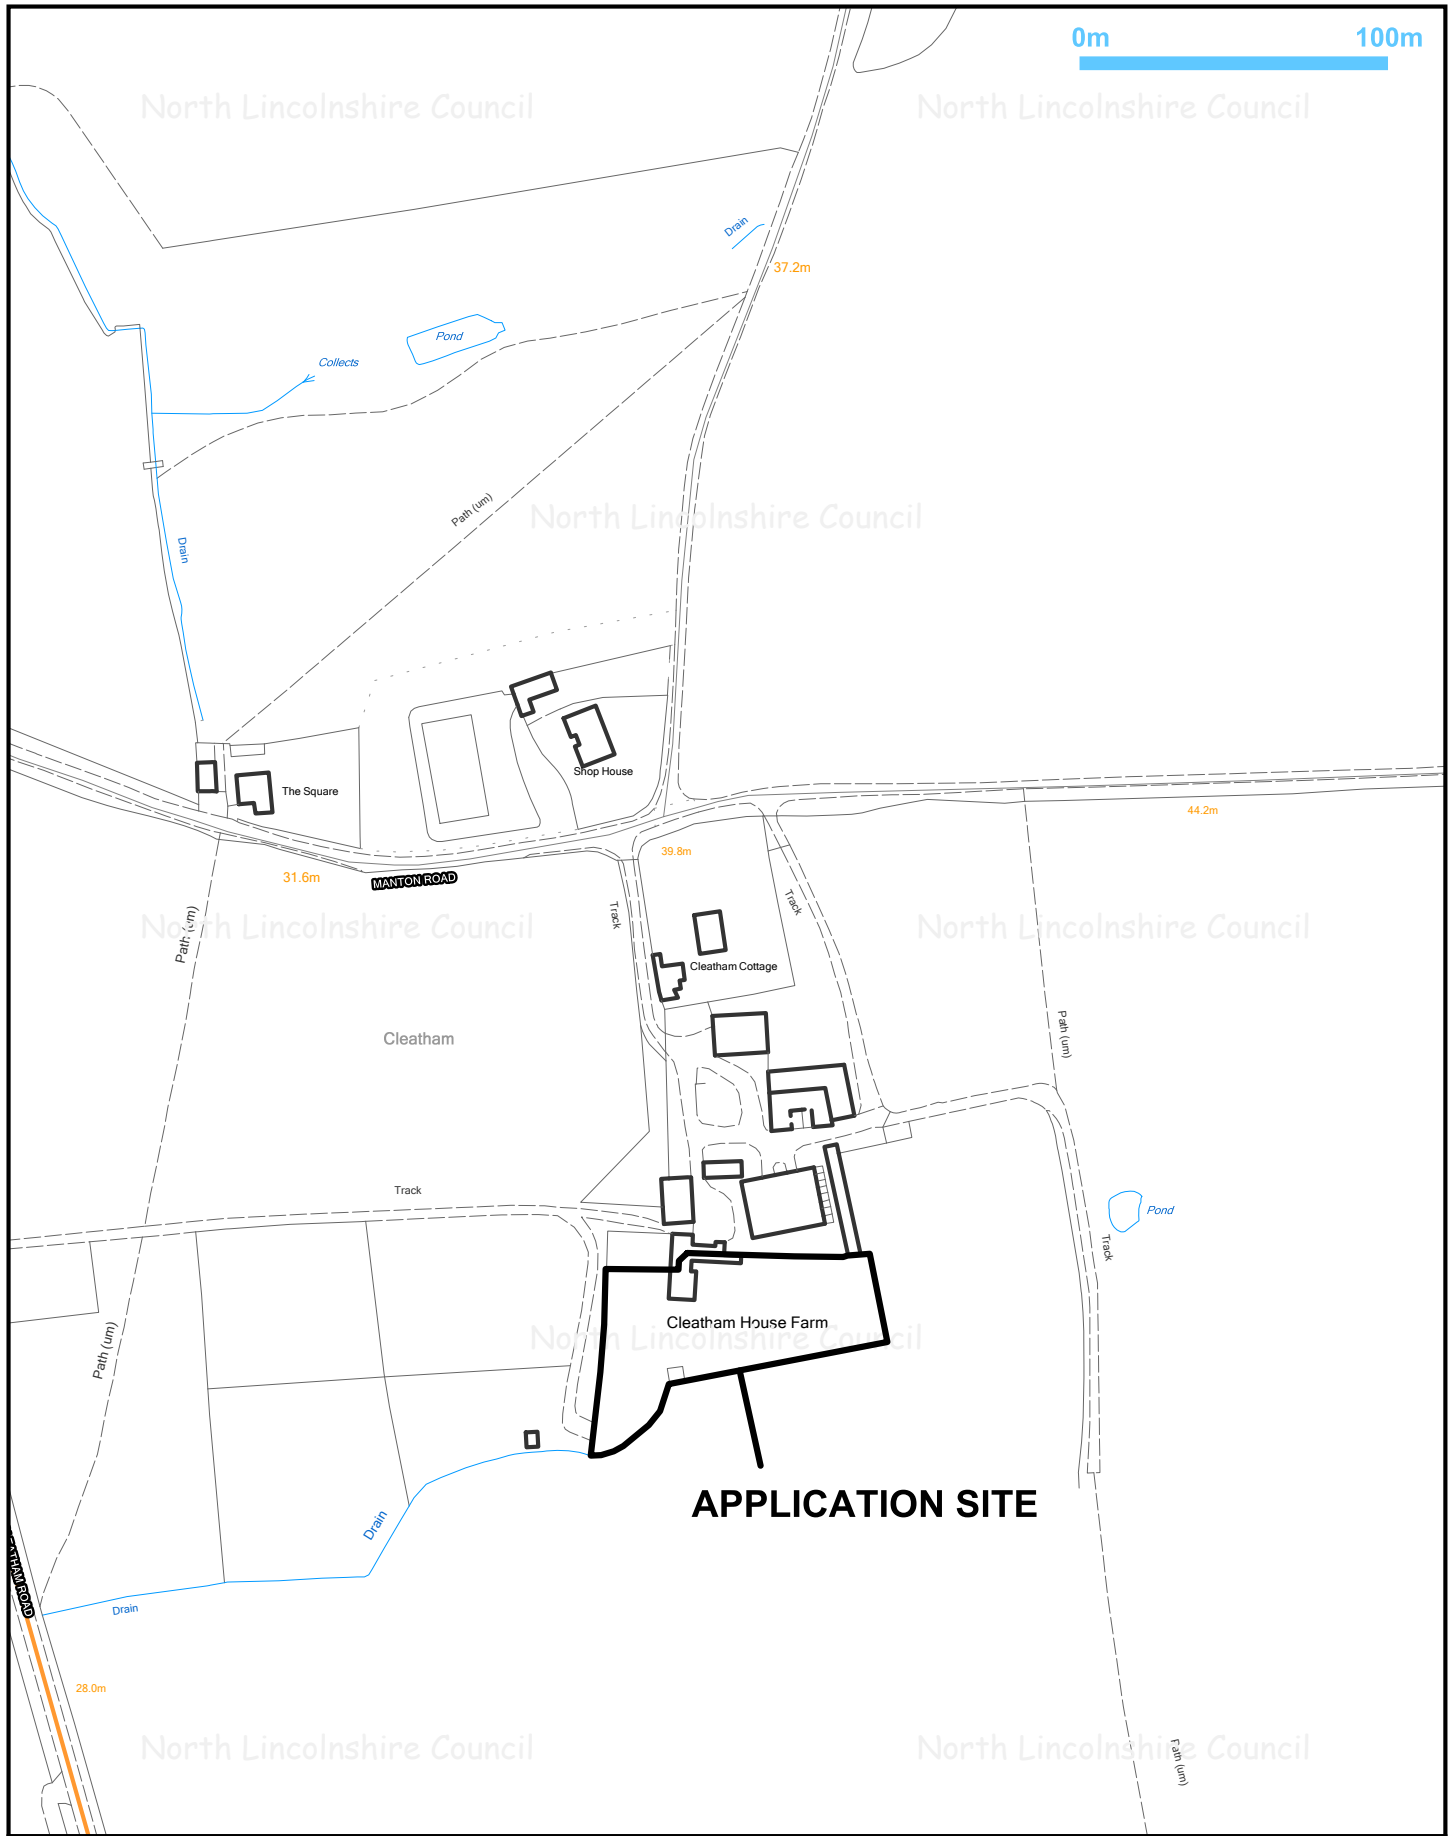 0m 100m
North Lincolnshire Council North Lincolnshire Council
Drain
37.2m
Pond
Collects
Path (um)
North Lincolnshire Council
Drain
Shop House
The Square
44.2m
39.8m
31.6m
MANTON ROAD
Track
Track
Path (um)
North Lincolnshire Council North Lincolnshire Council
Cleatham Cottage
Path (um)
Cleatham
Track
Pond
Track
Cleatham House Farm
North Lincolnshire Council
Path (um)
APPLICATION SITE
Drain
ROAD
Drain
28.0m
North Lincolnshire Council North Lincolnshire Council
Path (um)